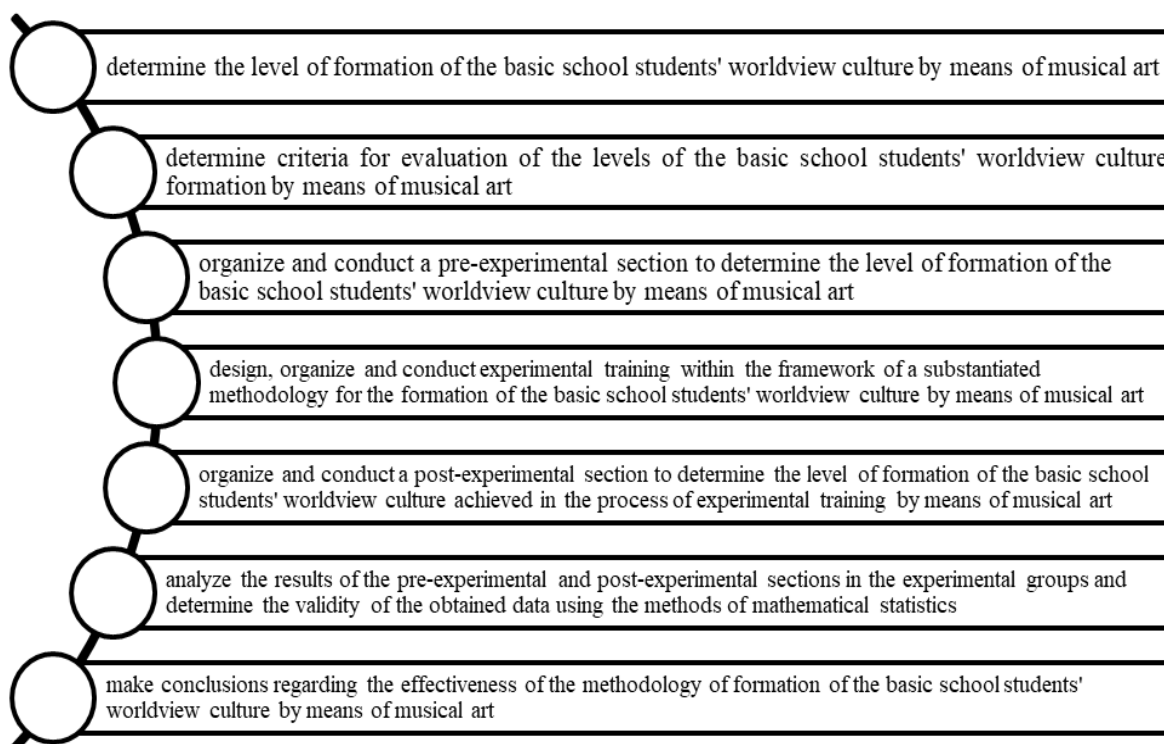 determine the level of formation of the basic school students' worldview culture by means of musical art
determine criteria for evaluation of the levels of the basic school students' worldview culture
formation by means of musical art
organize and conduct a pre-experimental section to determine the level of formation of the
basic school students' worldview culture by means of musical art
design, organize and conduct experimental training within the framework of a substantiated
methodology for the formation of the basic school students' worldview culture by means of musical art
organize and conduct a post-experimental section to determine the level of formation of the basic school
students' worldview culture achieved in the process of experimental training by means of musical art
analyze the results of the pre-experimental and post-experimental sections in the experimental groups and
determine the validity of the obtained data using the methods of mathematical statistics
make conclusions regarding the effectiveness of the methodology of formation of the basic school students'
worldview culture by means of musical art